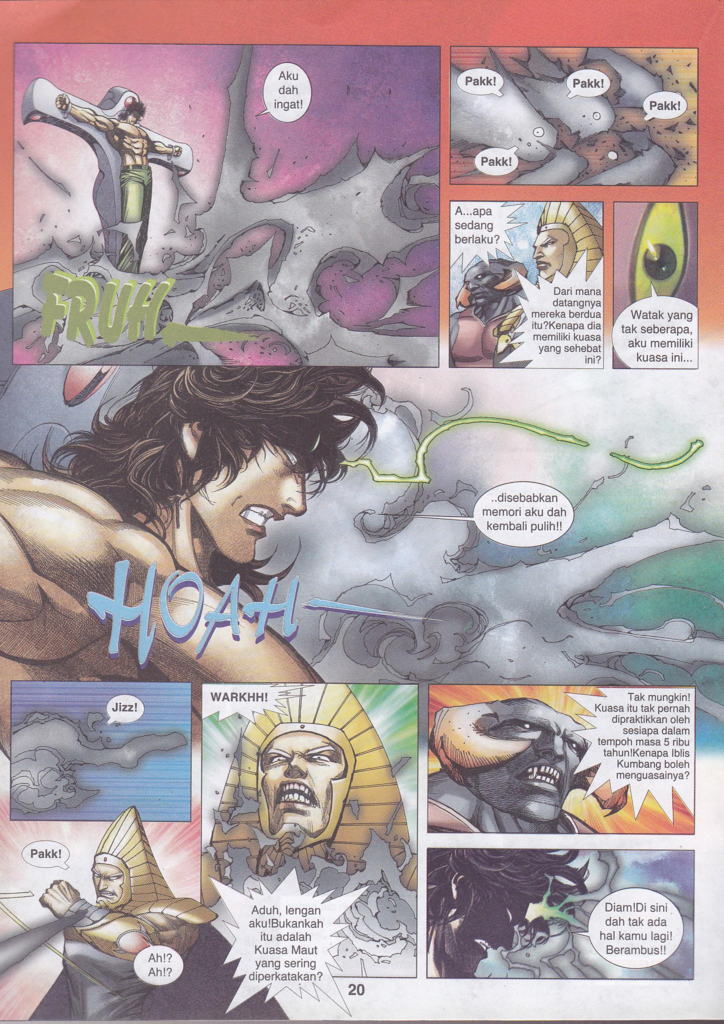 Aku
dah
ingat!
FRUH
Pakk!
Pakk!
Pakk!
Pakk!
A...apa
sedang
berlaku?
Dari mana
datangnya
mereka berdua
itu?Kenapa dia
memiliki kuasa
yang sehebat
ini?
Watak yang
tak seberapa,
aku memiliki
kuasa ini...
..disebabkan
memori aku dah
kembali pulih!!
HOAH
Jizz!
Pakk!
Ah!?
Ah!?
WARKHH!
Aduh, lengan
aku!Bukankah
itu adalah
Kuasa Maut
yang sering
diperkatakan?
Tak mungkin!
Kuasa itu tak pernah
dipraktikkan oleh
sesiapa dalam
tempoh masa 5 ribu
tahun!Kenapa Iblis
Kumbang boleh
menguasainya?
Diam!Di sini
dah tak ada
hal kamu lagi!
Berambus!!
20